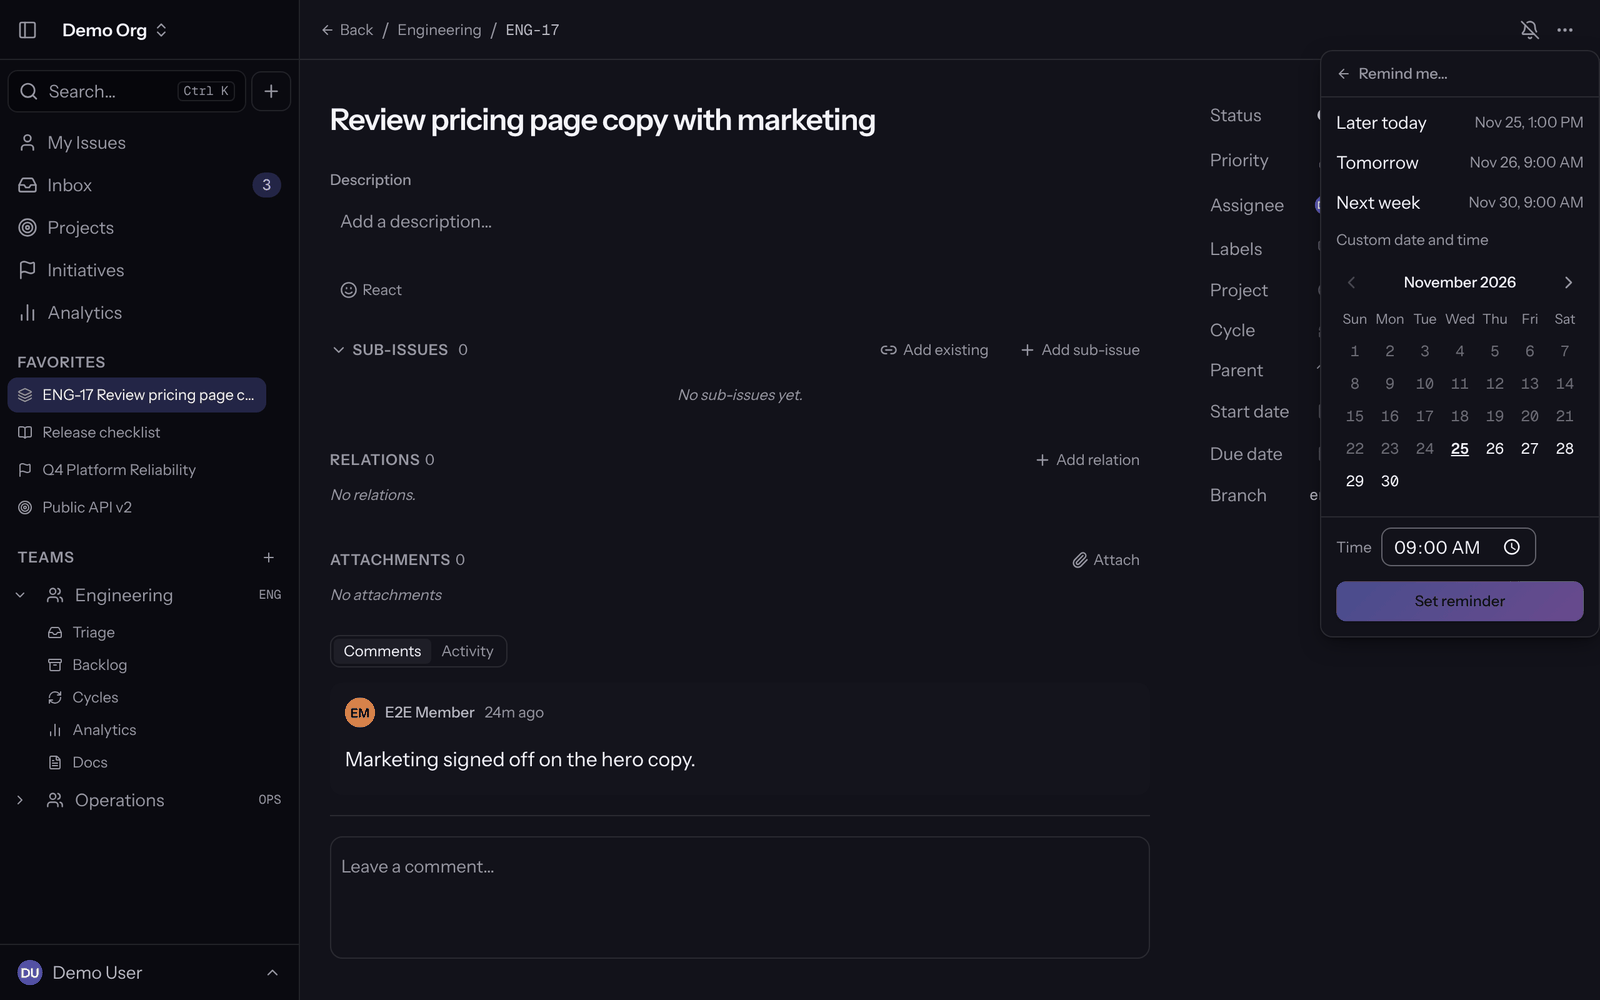 Demo Org
Search...
Ctrl K
My Issues
Inbox
3
Projects
Initiatives
Analytics
FAVORITES
ENG-17 Review pricing page c...
Release checklist
Q4 Platform Reliability
Public API v2
TEAMS
Engineering
ENG
Triage
Backlog
Cycles
Analytics
Docs
Operations
OPS
DU
Demo User
Back / Engineering / ENG-17
Review pricing page copy with marketing
Description
Add a description...
React
SUB-ISSUES 0
Add existing
Add sub-issue
No sub-issues yet.
RELATIONS 0
Add relation
No relations.
ATTACHMENTS 0
Attach
No attachments
Comments
Activity
EM
E2E Member 24m ago
Marketing signed off on the hero copy.
Leave a comment...
Status
Priority
Assignee
Labels
Project
Cycle
Parent
Start date
Due date
Branch
Remind me...
Later today Nov 25, 1:00 PM
Tomorrow Nov 26, 9:00 AM
Next week Nov 30, 9:00 AM
Custom date and time
November 2026
Sun Mon Tue Wed Thu Fri Sat
1 2 3 4 5 6 7
8 9 10 11 12 13 14
15 16 17 18 19 20 21
22 23 24 25 26 27 28
29 30
Time 09:00 AM
Set reminder